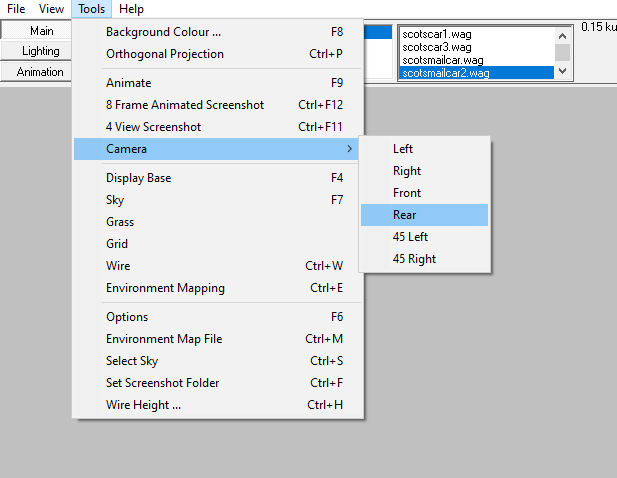 File View Tools Help
Main
Lighting
Animation
scotscar1.wag
scotscar3.wag
scotsmailcar.wag
scotsmailcar2.wag
0.15 ku
Background Colour ... F8
Orthogonal Projection Ctrl+P
Animate F9
8 Frame Animated Screenshot Ctrl+F12
4 View Screenshot Ctrl+F11
Camera
Left
Right
Front
Rear
45 Left
45 Right
Display Base F4
Sky F7
Grass
Grid
Wire Ctrl+W
Environment Mapping Ctrl+E
Options F6
Environment Map File Ctrl+M
Select Sky Ctrl+S
Set Screenshot Folder Ctrl+F
Wire Height ... Ctrl+H